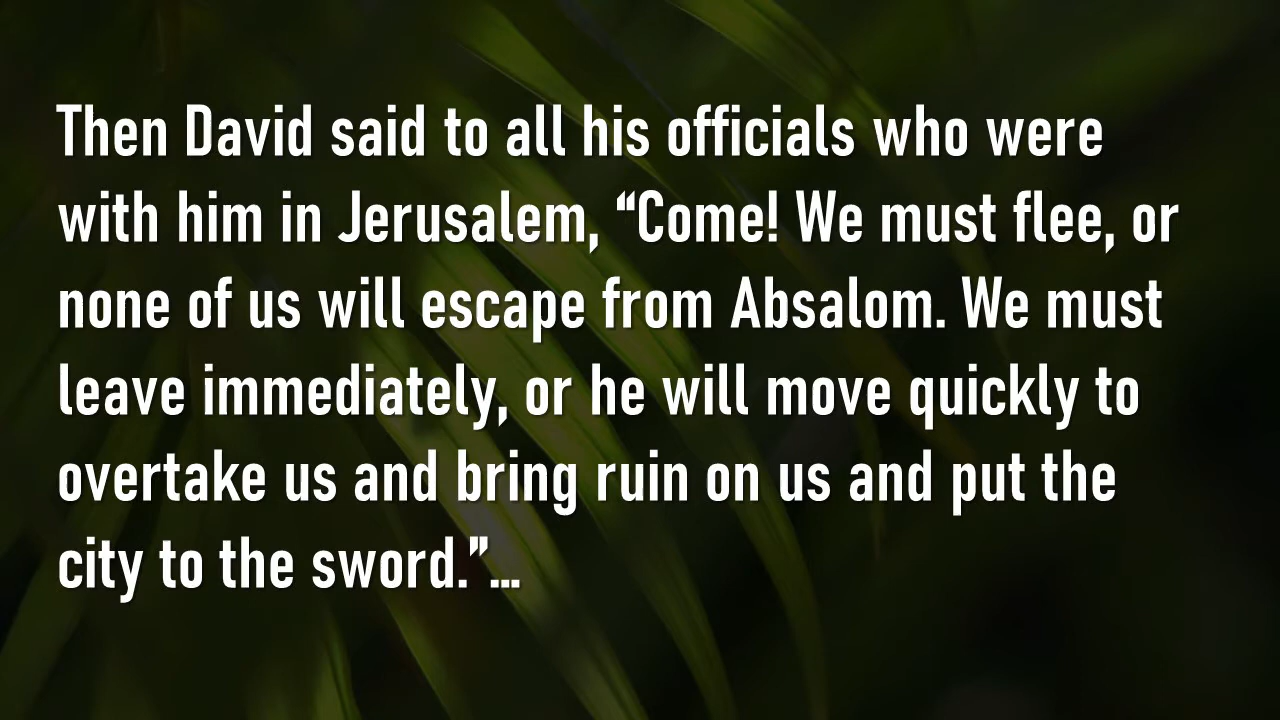 Then David said to all his officials who were
with him in Jerusalem, “Come! We must flee, or
none of us will escape from Absalom. We must
leave immediately, or he will move quickly to
overtake us and bring ruin on us and put the
city to the sword.”...